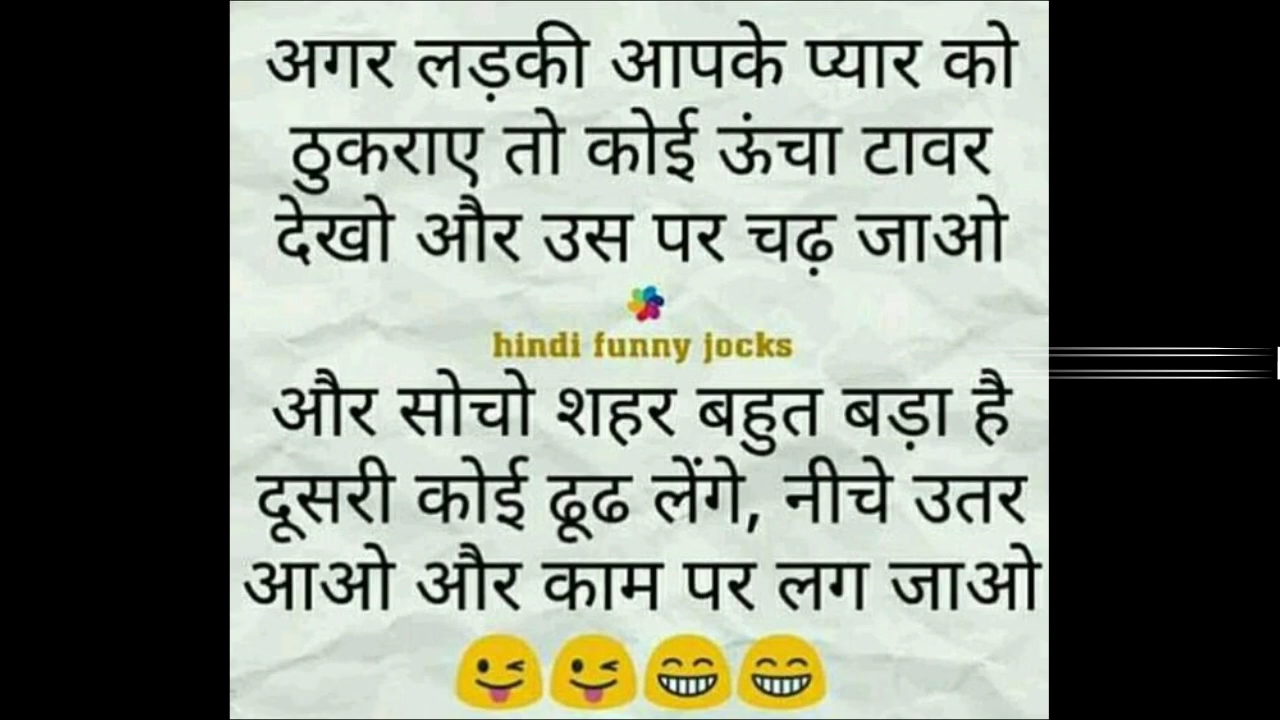 अगर लड़की आपके प्यार को
ठुकराए तो कोई ऊंचा टावर
देखो और उस पर चढ़ जाओ
hindi funny jocks
और सोचो शहर बहुत बड़ा है
दूसरी कोई ढूढ लेंगे, नीचे उतर
आओ और काम पर लग जाओ